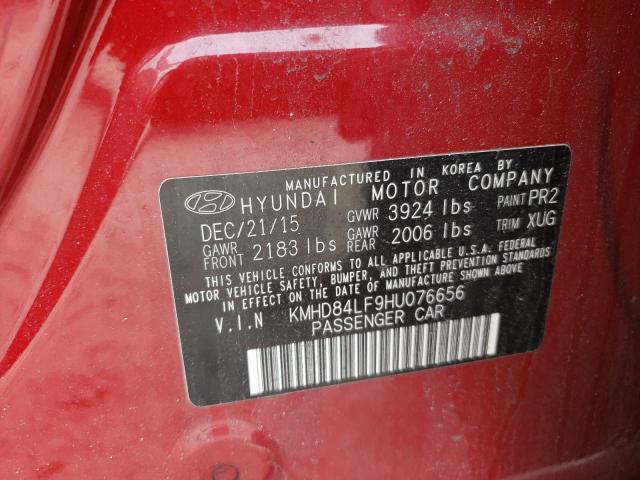 MANUFACTURED IN KOREA BY
HYUNDAI MOTOR COMPANY
DEC/21/15 GVWR 3924 lbs PAINT PR2
GAWR FRONT 2183 lbs GAWR REAR 2006 lbs TRIM XUG
THIS VEHICLE CONFORMS TO ALL APPLICABLE U.S.A. FEDERAL
MOTOR VEHICLE SAFETY, BUMPER, AND THEFT PREVENTION STANDARDS
IN EFFECT ON THE DATE OF MANUFACTURE SHOWN ABOVE.
V.I.N KMHD84LF9HU076656
PASSENGER CAR